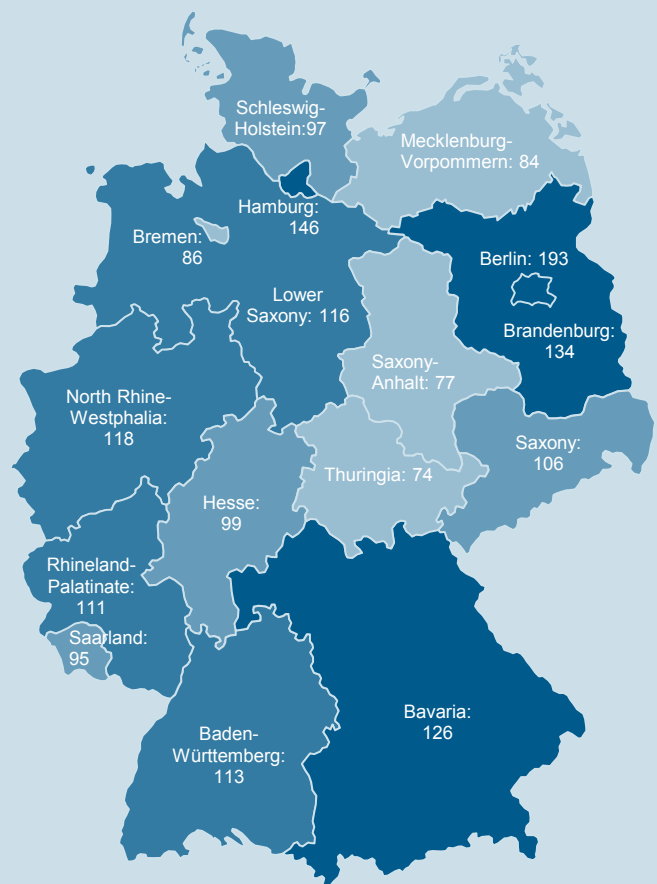 Schleswig-
Holstein:97
Mecklenburg-
Vorpommern: 84
Hamburg:
146
Bremen:
86
Berlin: 193
Lower
Saxony: 116
Brandenburg:
134
Saxony-
Anhalt: 77
North Rhine-
Westphalia:
118
Saxony:
106
Thuringia: 74
Hesse:
99
Rhineland-
Palatinate:
111
Saarland:
95
Bavaria:
126
Baden-
Württemberg:
113